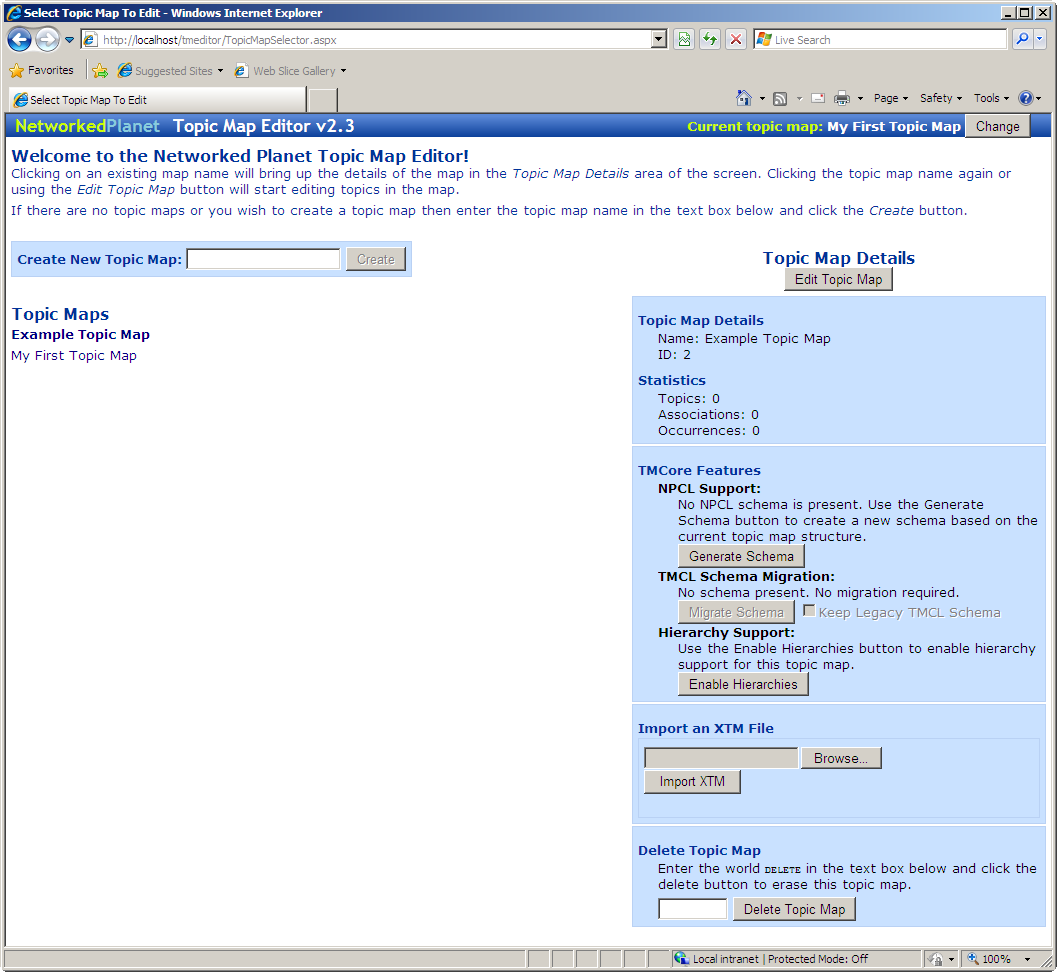 Select Topic Map To Edit - Windows Internet Explorer
http://localhost/tmeditor/TopicMapSelector.aspx
Live Search
Favorites
Suggested Sites
Web Slice Gallery
Select Topic Map To Edit
Page
Safety
Tools
NetworkedPlanet Topic Map Editor v2.3
Current topic map: My First Topic Map
Change
Welcome to the Networked Planet Topic Map Editor!
Clicking on an existing map name will bring up the details of the map in the Topic Map Details area of the screen. Clicking the topic map name again or
using the Edit Topic Map button will start editing topics in the map.
If there are no topic maps or you wish to create a topic map then enter the topic map name in the text box below and click the Create button.
Create New Topic Map:
Create
Topic Maps
Example Topic Map
My First Topic Map
Topic Map Details
Edit Topic Map
Topic Map Details
Name: Example Topic Map
ID: 2
Statistics
Topics: 0
Associations: 0
Occurrences: 0
TMCore Features
NPCL Support:
No NPCL schema is present. Use the Generate
Schema button to create a new schema based on the
current topic map structure.
Generate Schema
TMCL Schema Migration:
No schema present. No migration required.
Migrate Schema
Keep Legacy TMCL Schema
Hierarchy Support:
Use the Enable Hierarchies button to enable hierarchy
support for this topic map.
Enable Hierarchies
Import an XTM File
Browse...
Import XTM
Delete Topic Map
Enter the world DELETE in the text box below and click the
delete button to erase this topic map.
Delete Topic Map
Local intranet | Protected Mode: Off
100%